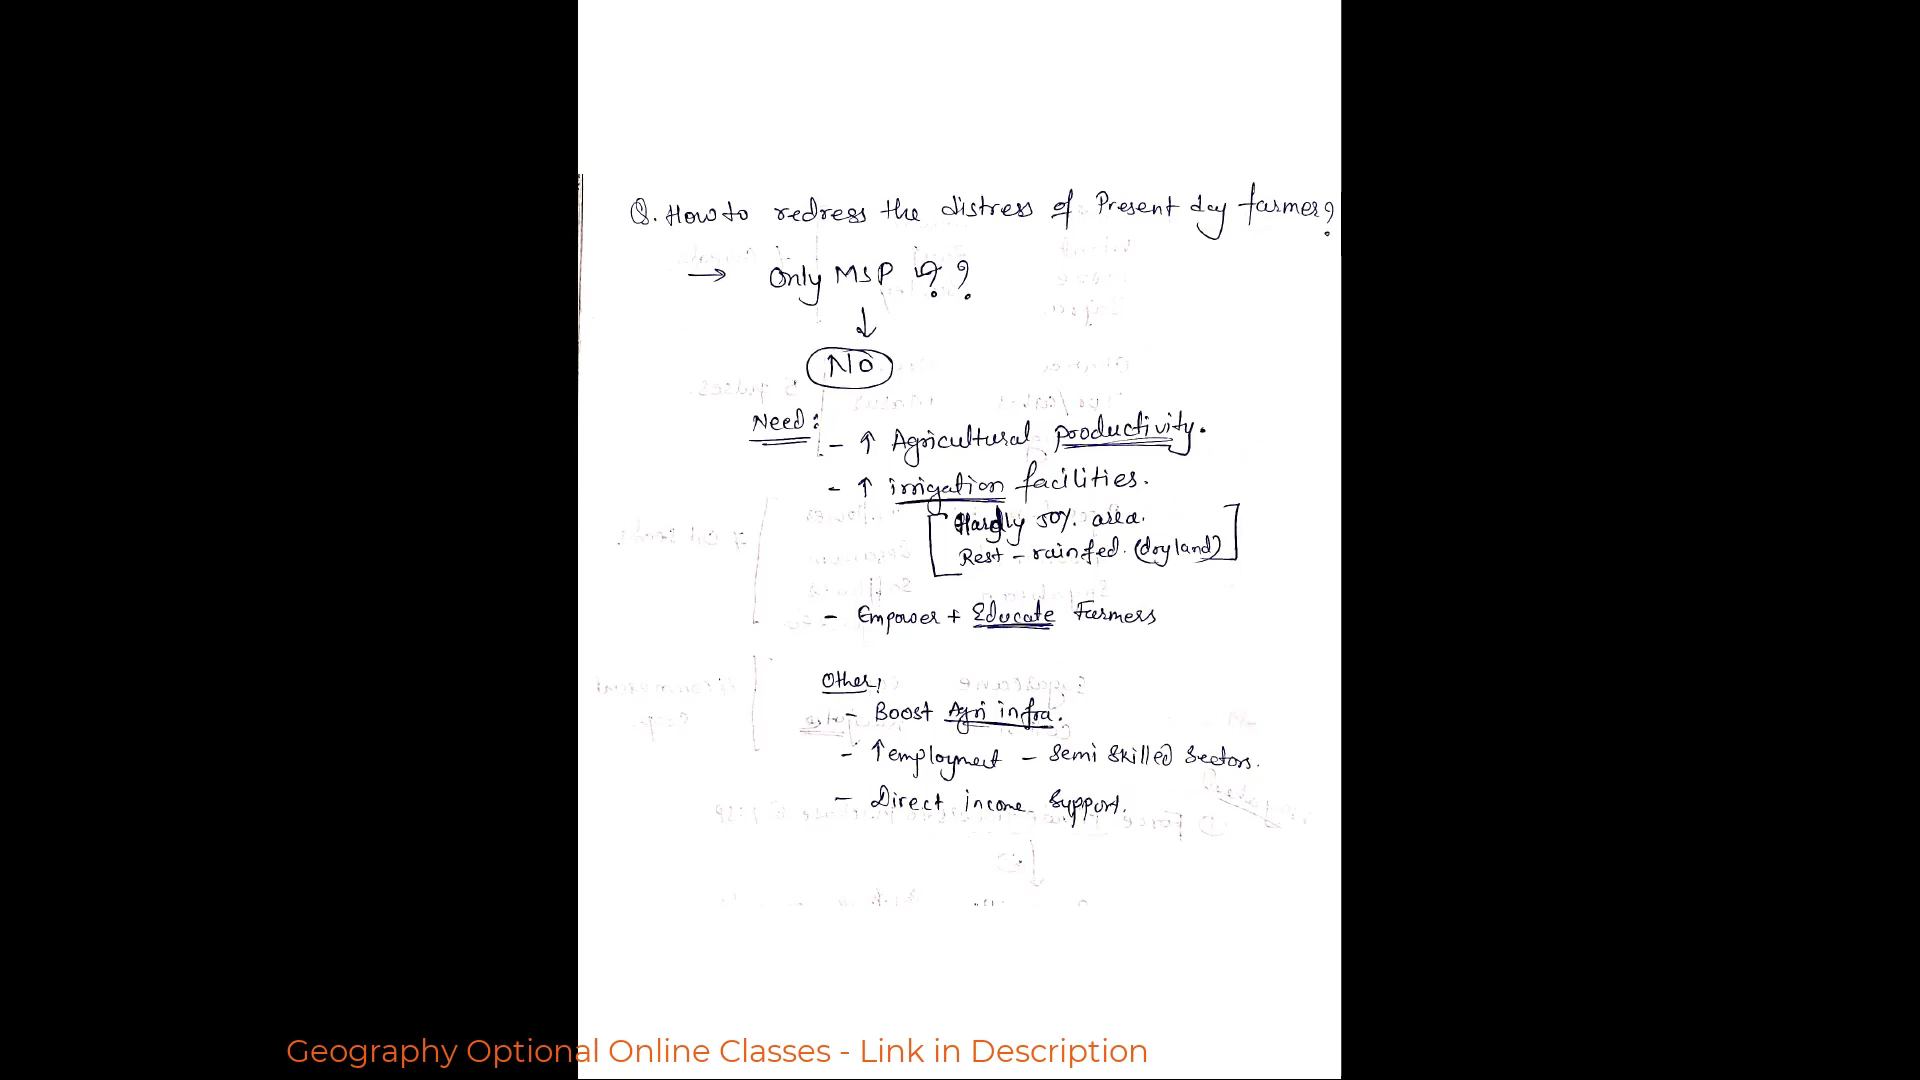 Q. How to redress the distress of Present day farmer?
→ Only MSP ??
↓
NO
Need:
- ↑ Agricultural productivity.
- ↑ irrigation facilities.
[Hardly 50% area.
Rest - rainfed. (dry land)]
- Empower + Educate Farmers
Other,
- Boost Agri infra.
- ↑ employment - Semi Skilled Sectors.
- Direct income support.
Geography Optional Online Classes - Link in Description